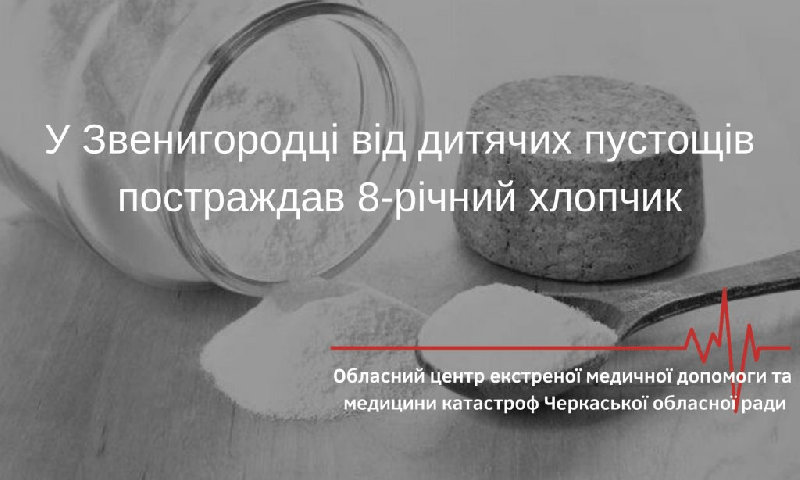 У Звенигородці від дитячих пустощів
постраждав 8-річний хлопчик
Обласний центр екстреної медичної допомоги та
медицини катастроф Черкаської обласної ради